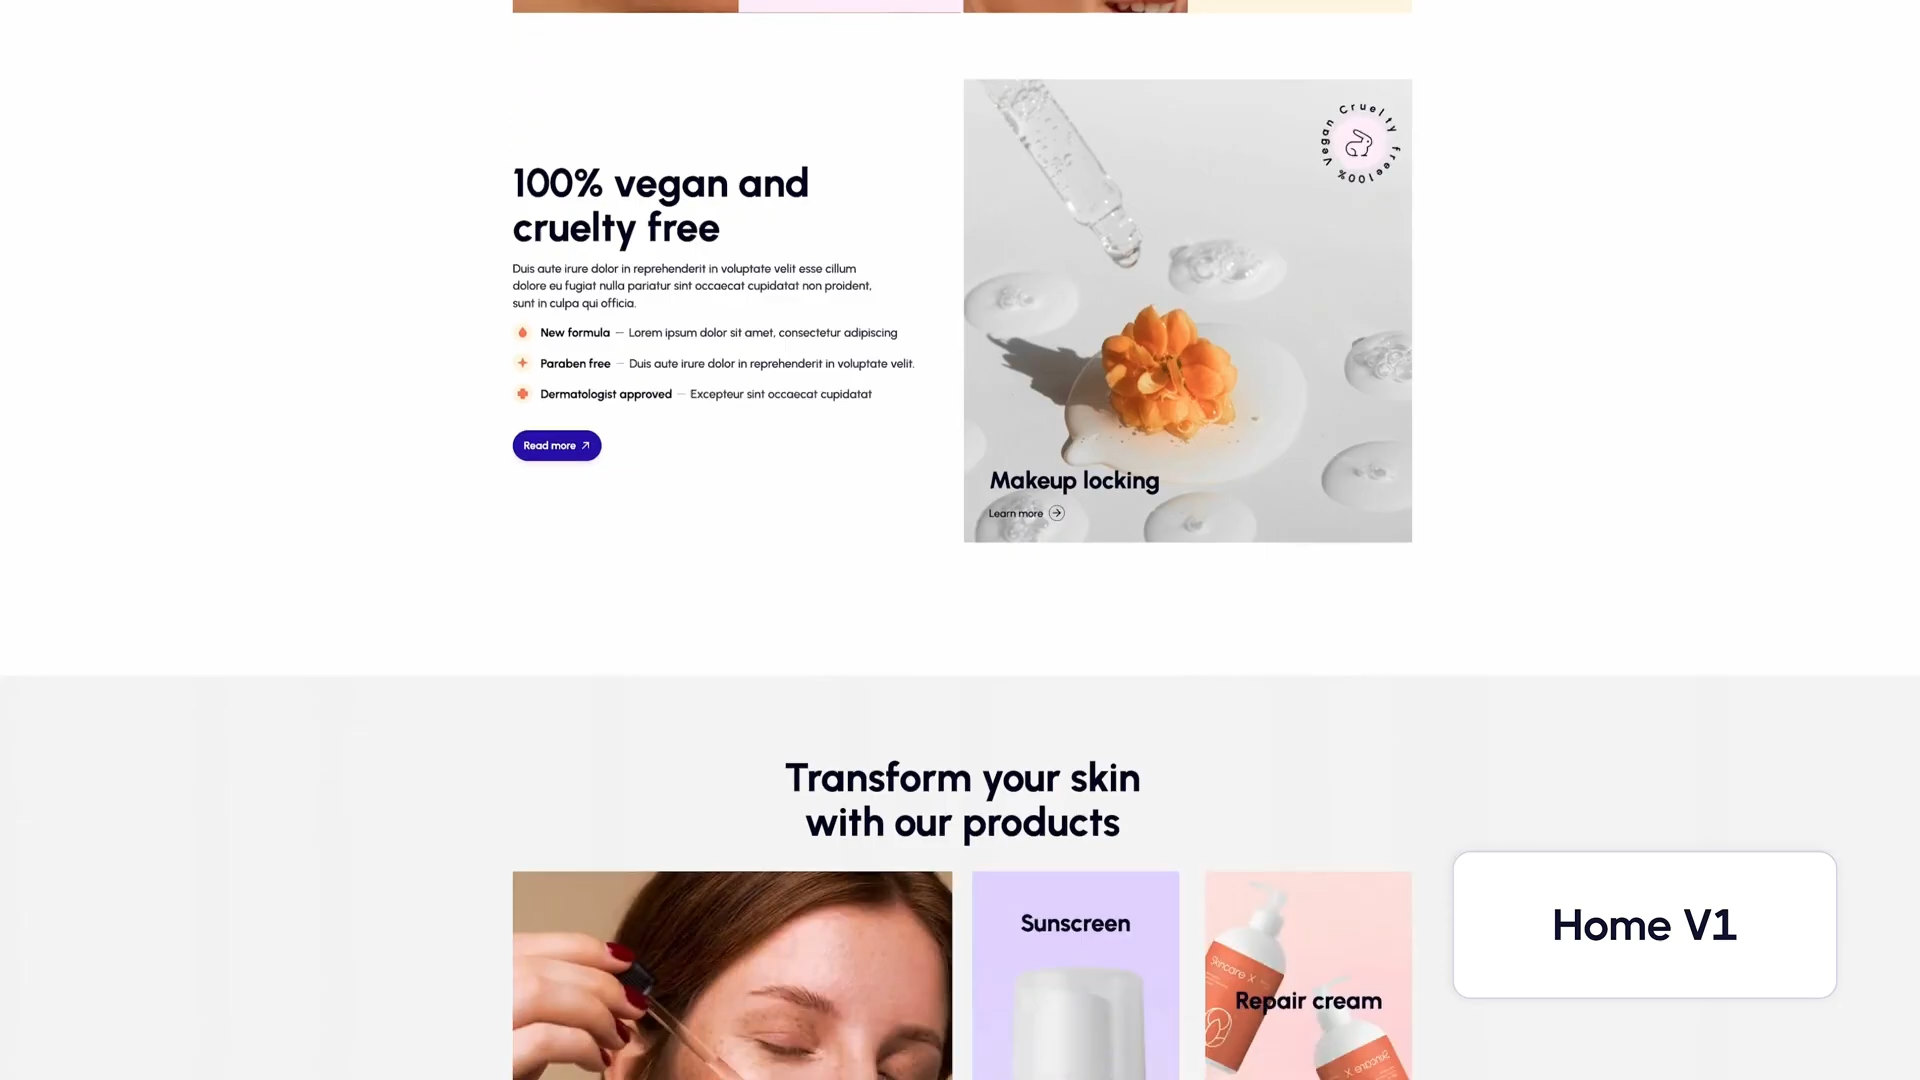 Vegan Cruelty free 100%
100% vegan and
cruelty free
Duis aute irure dolor in reprehenderit in voluptate velit esse cillum
dolore eu fugiat nulla pariatur sint occaecat cupidatat non proident,
sunt in culpa qui officia.
New formula — Lorem ipsum dolor sit amet, consectetur adipiscing
Paraben free — Duis aute irure dolor in reprehenderit in voluptate velit.
Dermatologist approved — Excepteur sint occaecat cupidatat
Read more
Makeup locking
Learn more
Transform your skin
with our products
Sunscreen
Skincare X
Repair cream
Skincare X
Home V1